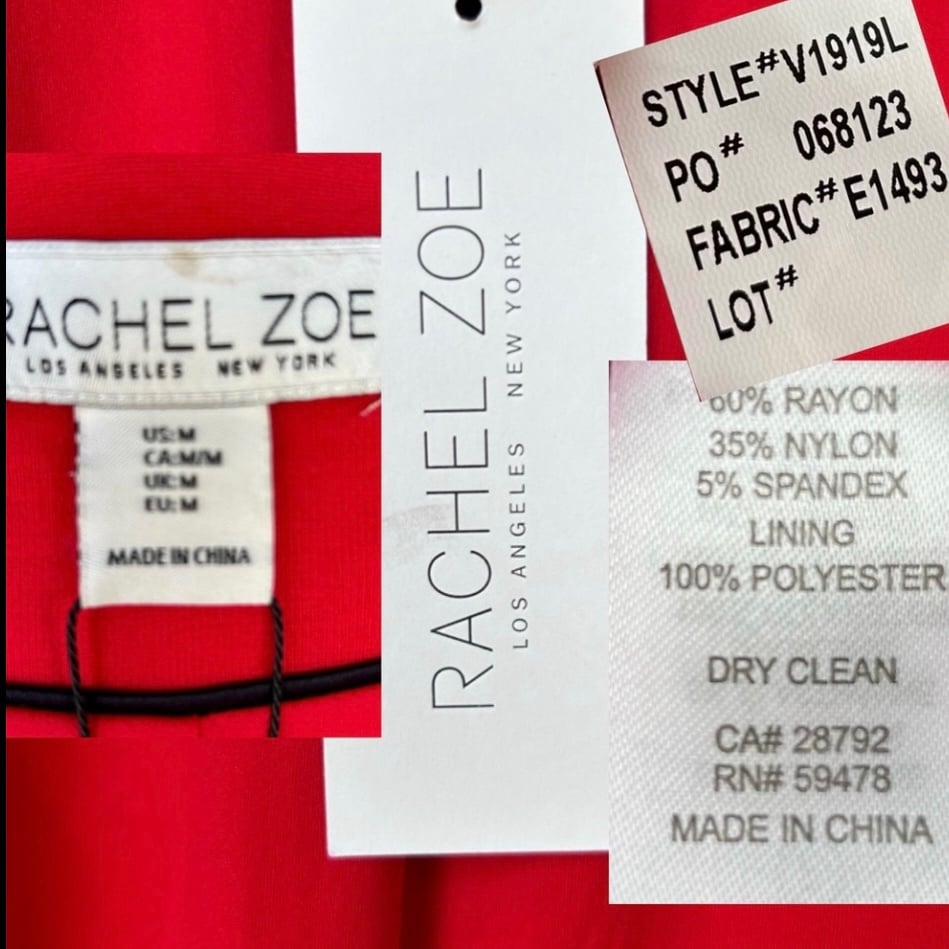 RACHEL ZOE
LOS ANGELES NEW YORK
US: M
CA: M/M
UK: M
EU: M
MADE IN CHINA
RACHEL ZOE
LOS ANGELES NEW YORK
STYLE# V1919L
PO# 068123
FABRIC# E1493
LOT#
60% RAYON
35% NYLON
5% SPANDEX
LINING
100% POLYESTER
DRY CLEAN
CA# 28792
RN# 59478
MADE IN CHINA